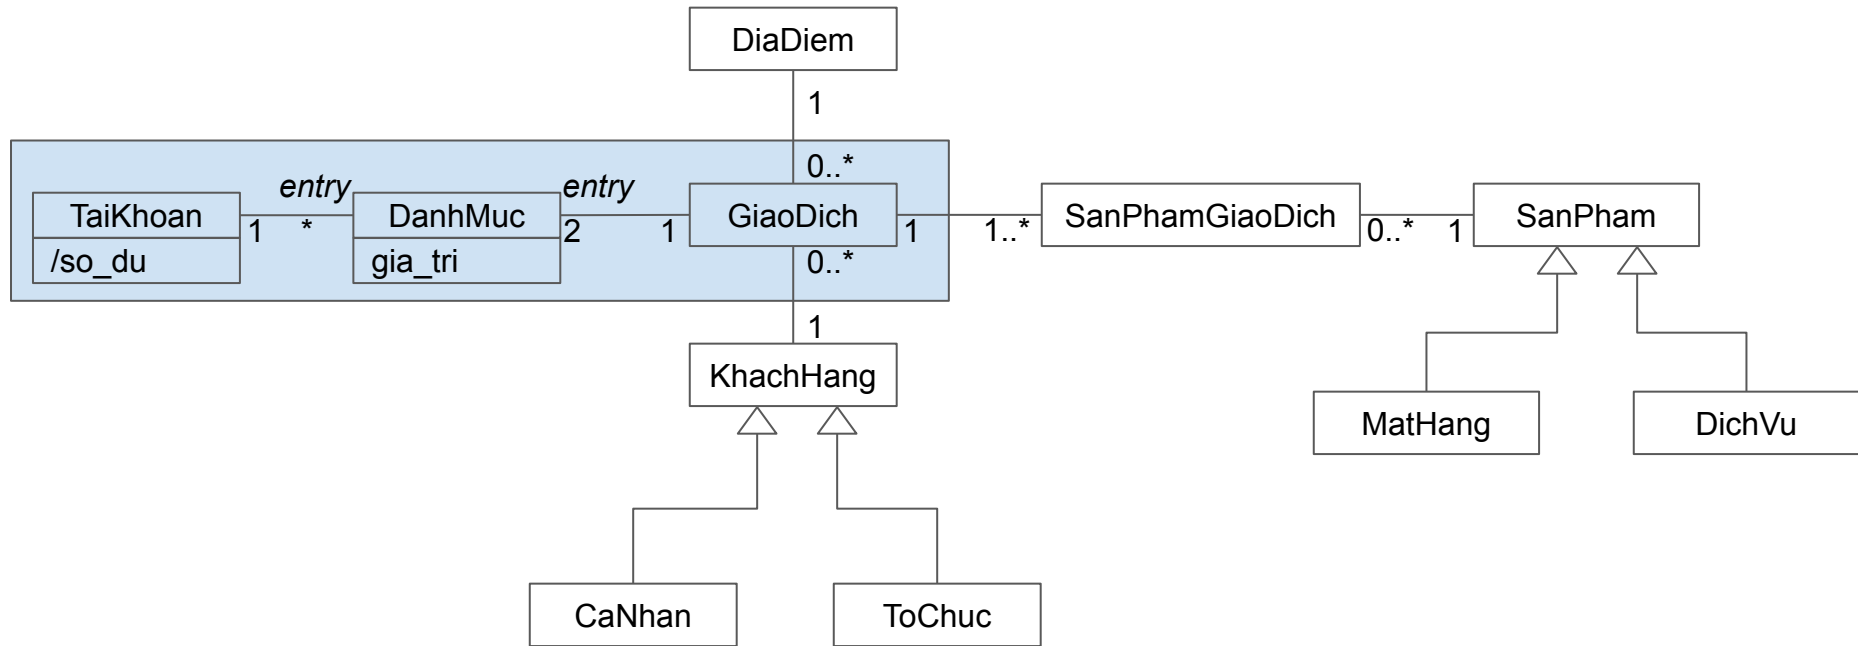 DiaDiem
1
0..*
entry
entry
TaiKhoan
DanhMuc
GiaoDich
SanPhamGiaoDich
SanPham
1
*
2
1
1
1..*
0..*
1
/so_du
gia_tri
0..*
1
KhachHang
MatHang
DichVu
CaNhan
ToChuc